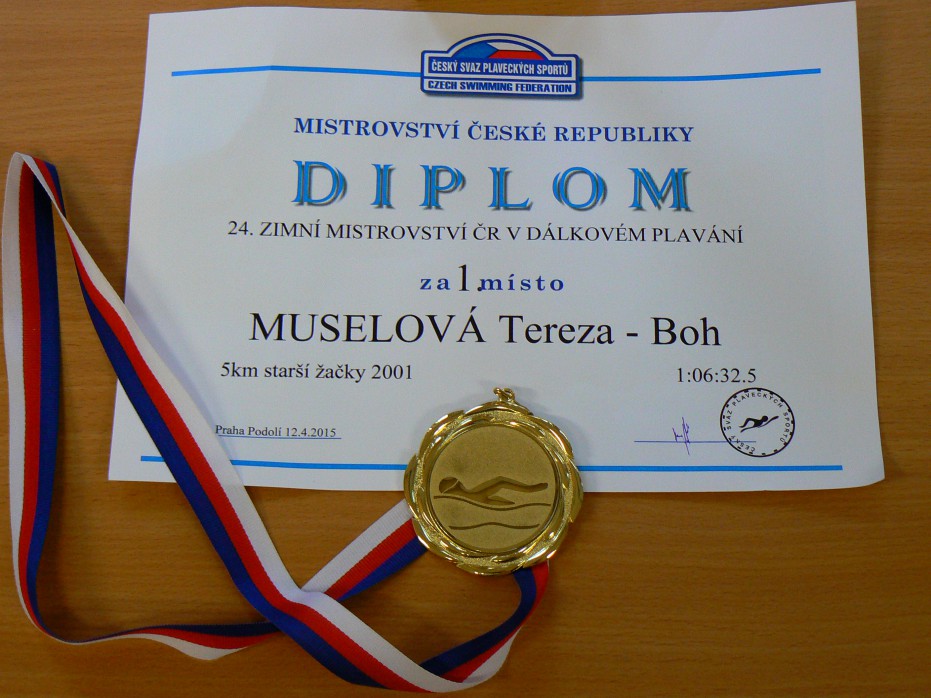 ČESKÝ SVAZ PLAVECKÝCH SPORTŮ
CZECH SWIMMING FEDERATION
MISTROVSTVÍ ČESKÉ REPUBLIKY
DIPLOM
24. ZIMNÍ MISTROVSTVÍ ČR V DÁLKOVÉM PLAVÁNÍ
za 1. místo
MUSELOVÁ Tereza - Boh
5km starší žačky 2001 1:06:32.5
Praha Podolí 12.4.2015
ČESKÝ SVAZ PLAVECKÝCH SPORTŮ